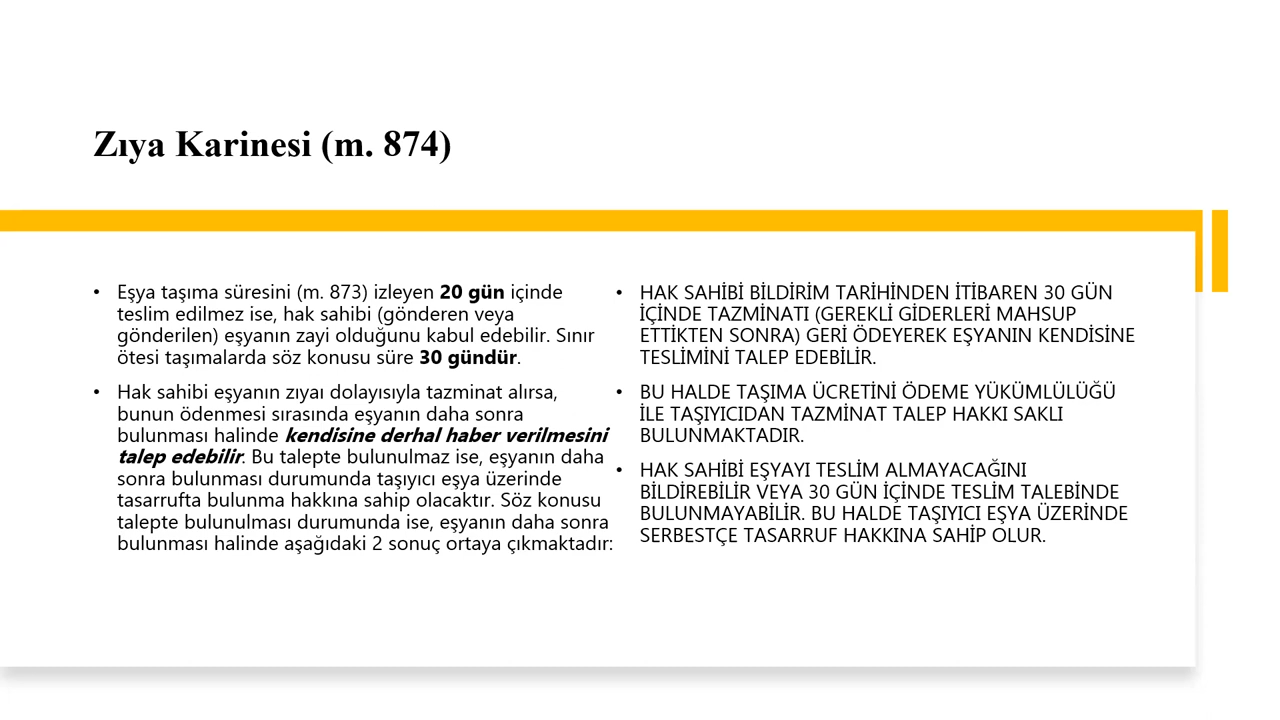 Zıya Karinesi (m. 874)
• Eşya taşıma süresini (m. 873) izleyen 20 gün içinde
teslim edilmez ise, hak sahibi (gönderen veya
gönderilen) eşyanın zayi olduğunu kabul edebilir. Sınır
ötesi taşımalarda söz konusu süre 30 gündür.
• Hak sahibi eşyanın zıyaı dolayısıyla tazminat alırsa,
bunun ödenmesi sırasında eşyanın daha sonra
bulunması halinde kendisine derhal haber verilmesini
talep edebilir. Bu talepte bulunulmaz ise, eşyanın daha
sonra bulunması durumunda taşıyıcı eşya üzerinde
tasarrufta bulunma hakkına sahip olacaktır. Söz konusu
talepte bulunulması durumunda ise, eşyanın daha sonra
bulunması halinde aşağıdaki 2 sonuç ortaya çıkmaktadır:
• HAK SAHİBİ BİLDİRİM TARİHİNDEN İTİBAREN 30 GÜN
İÇİNDE TAZMİNATI (GEREKLİ GİDERLERİ MAHSUP
ETTİKTEN SONRA) GERİ ÖDEYEREK EŞYANIN KENDİSİNE
TESLİMİNİ TALEP EDEBİLİR.
• BU HALDE TAŞIMA ÜCRETİNİ ÖDEME YÜKÜMLÜLÜĞÜ
İLE TAŞIYICIDAN TAZMİNAT TALEP HAKKI SAKLI
BULUNMAKTADIR.
• HAK SAHİBİ EŞYAYI TESLİM ALMAYACAĞINI
BİLDİREBİLİR VEYA 30 GÜN İÇİNDE TESLİM TALEBİNDE
BULUNMAYABİLİR. BU HALDE TAŞIYICI EŞYA ÜZERİNDE
SERBESTÇE TASARRUF HAKKINA SAHİP OLUR.